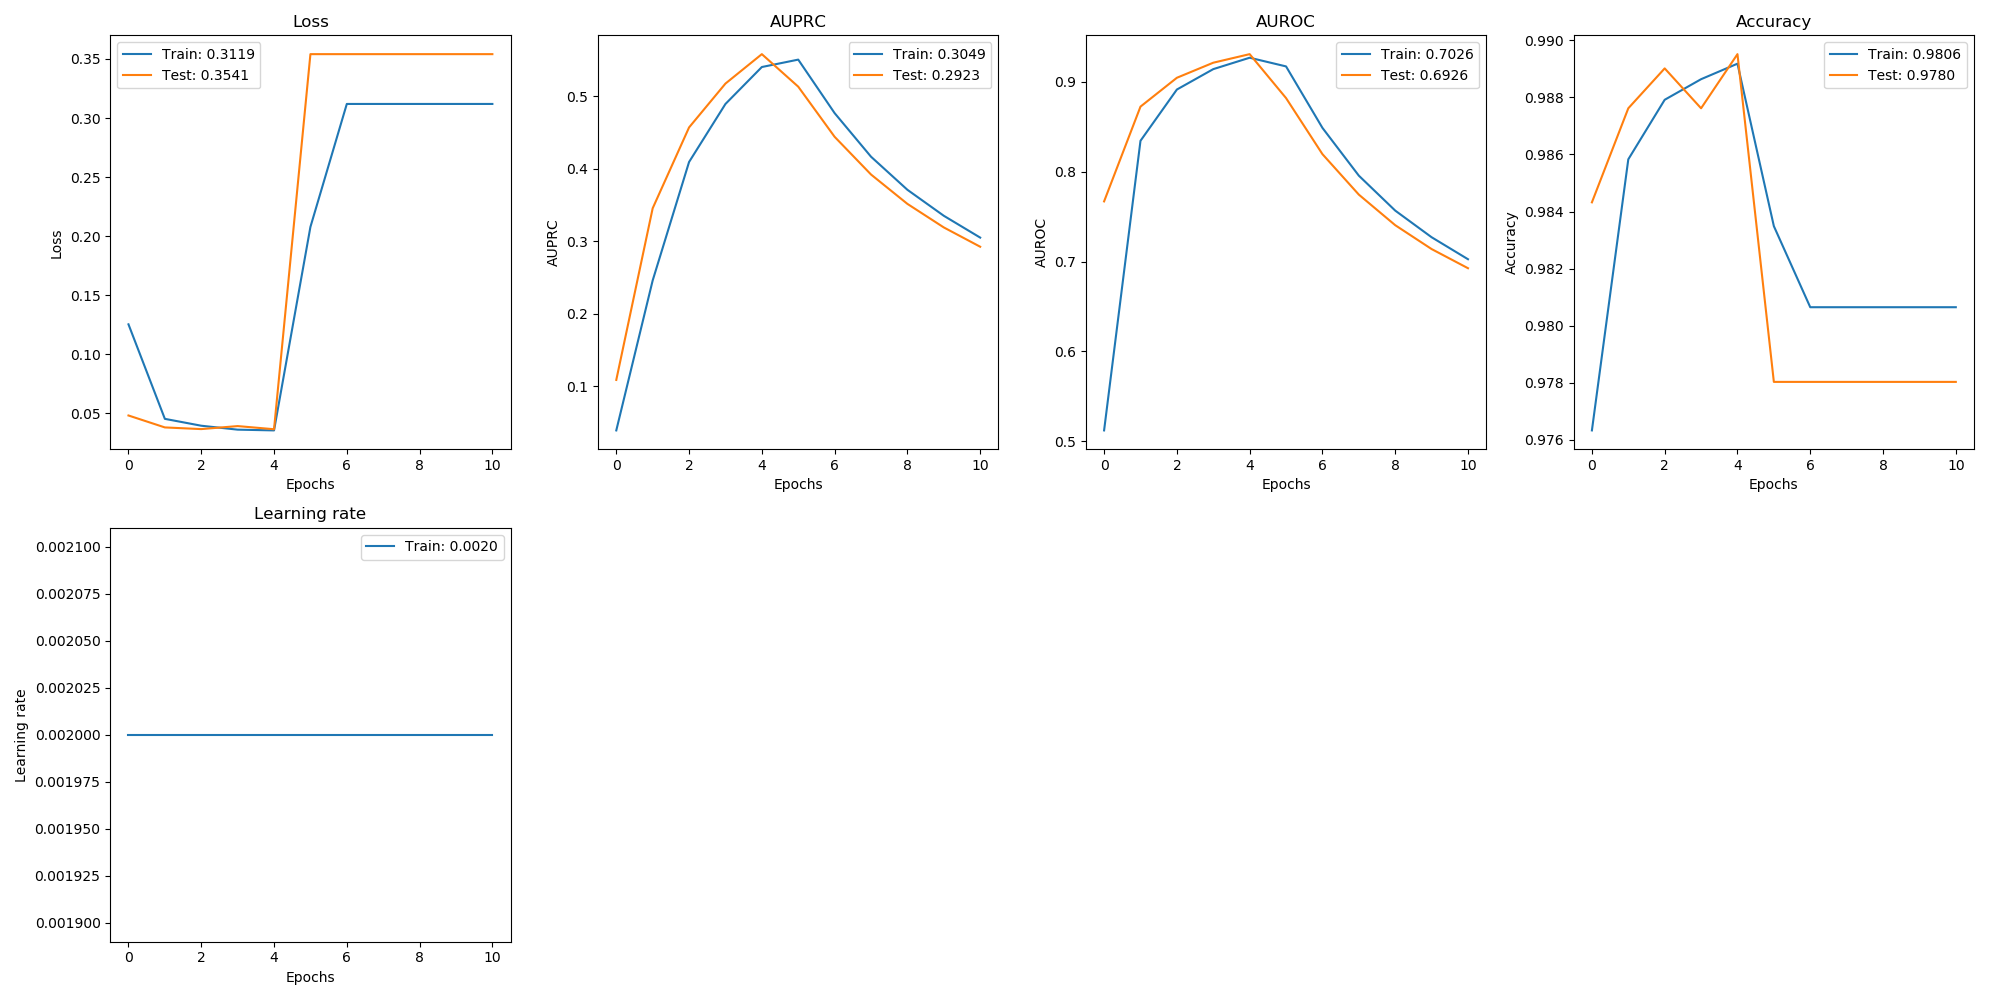 Loss
Train: 0.3119
Test: 0.3541
0.35
0.30
0.25
0.20
0.15
0.10
0.05
Loss
0 2 4 6 8 10
Epochs
AUPRC
Train: 0.3049
Test: 0.2923
0.5
0.4
0.3
0.2
0.1
AUPRC
0 2 4 6 8 10
Epochs
AUROC
Train: 0.7026
Test: 0.6926
0.9
0.8
0.7
0.6
0.5
AUROC
0 2 4 6 8 10
Epochs
Accuracy
Train: 0.9806
Test: 0.9780
0.990
0.988
0.986
0.984
0.982
0.980
0.978
0.976
Accuracy
0 2 4 6 8 10
Epochs
Learning rate
Train: 0.0020
0.002100
0.002075
0.002050
0.002025
0.002000
0.001975
0.001950
0.001925
0.001900
Learning rate
0 2 4 6 8 10
Epochs